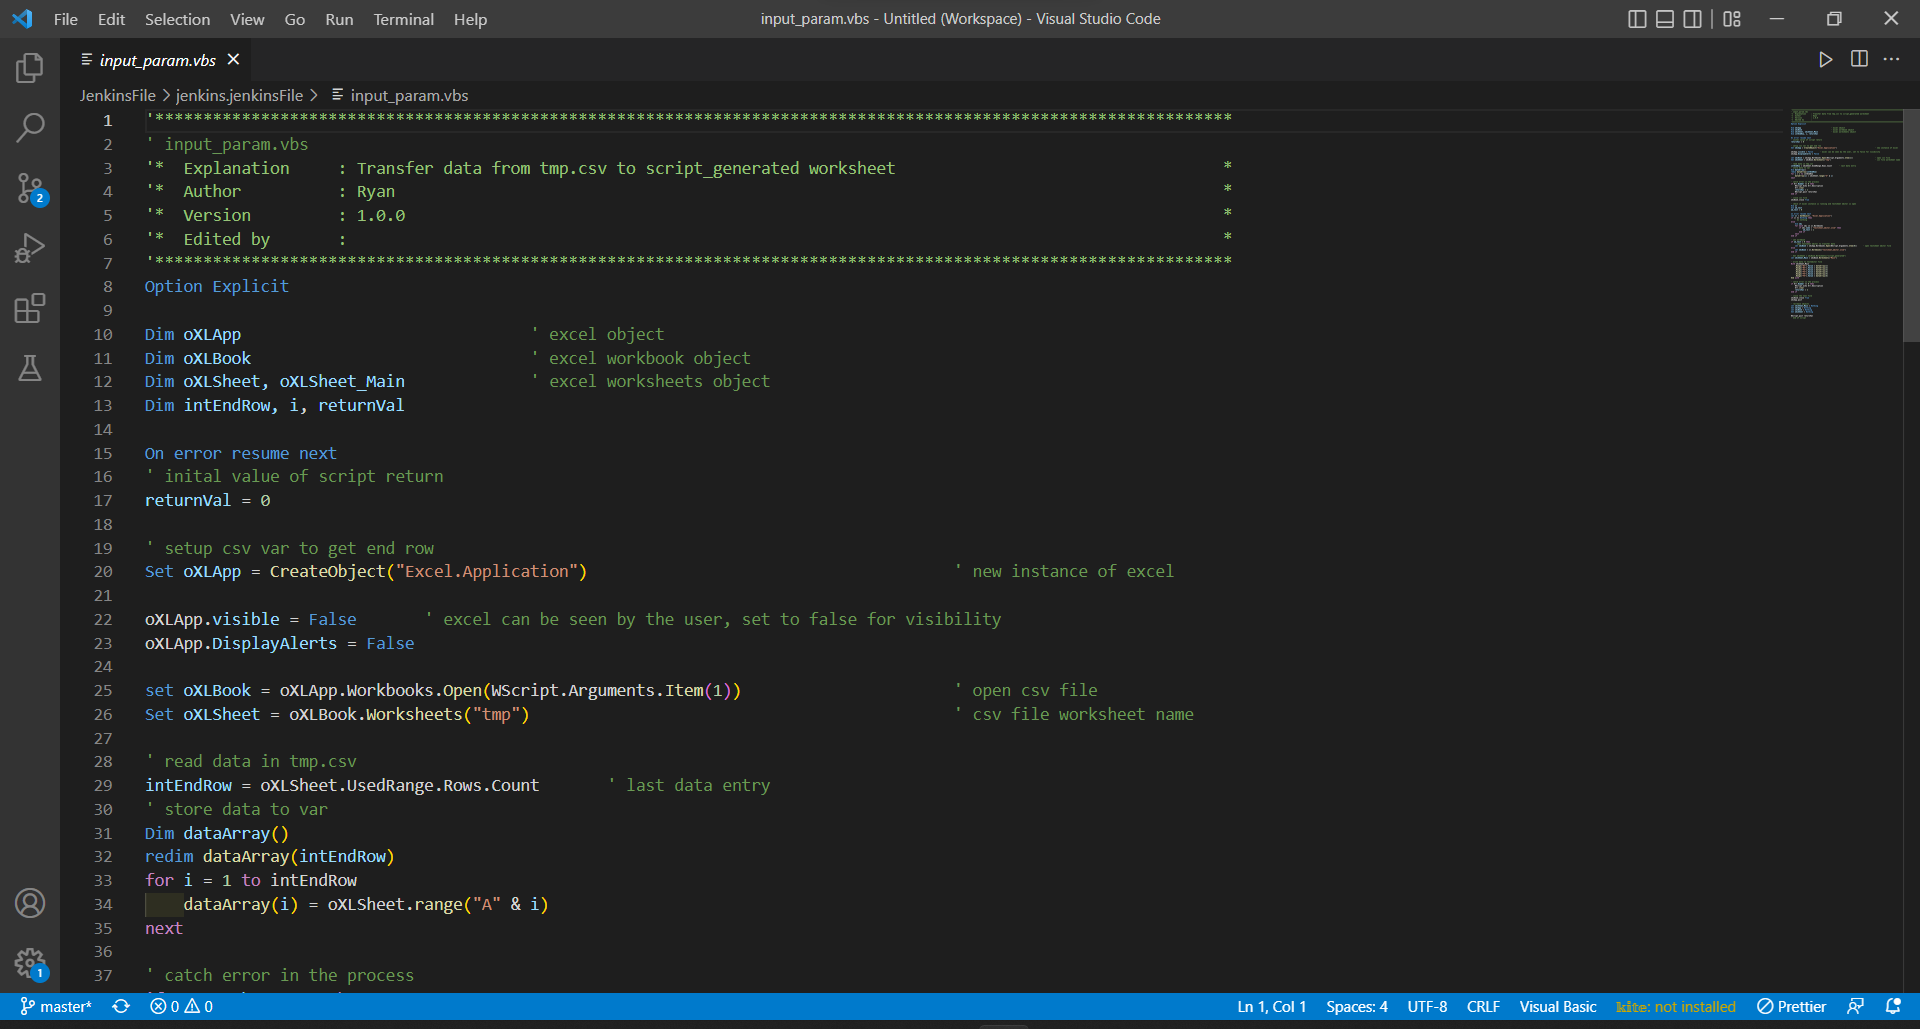 File Edit Selection View Go Run Terminal Help
input_param.vbs - Untitled (Workspace) - Visual Studio Code
input_param.vbs
JenkinsFile > jenkins.jenkinsFile > input_param.vbs
1 '****************************************************************************************************************
2 ' input_param.vbs
3 '*  Explanation     : Transfer data from tmp.csv to script_generated worksheet                                  *
4 '*  Author          : Ryan                                                                                      *
5 '*  Version         : 1.0.0                                                                                     *
6 '*  Edited by       :                                                                                           *
7 '****************************************************************************************************************
8 Option Explicit
9
10 Dim oXLApp                              ' excel object
11 Dim oXLBook                             ' excel workbook object
12 Dim oXLSheet, oXLSheet_Main             ' excel worksheets object
13 Dim intEndRow, i, returnVal
14
15 On error resume next
16 ' inital value of script return
17 returnVal = 0
18
19 ' setup csv var to get end row
20 Set oXLApp = CreateObject("Excel.Application")                                      ' new instance of excel
21
22 oXLApp.visible = False       ' excel can be seen by the user, set to false for visibility
23 oXLApp.DisplayAlerts = False
24
25 set oXLBook = oXLApp.Workbooks.Open(WScript.Arguments.Item(1))                      ' open csv file
26 Set oXLSheet = oXLBook.Worksheets("tmp")                                            ' csv file worksheet name
27
28 ' read data in tmp.csv
29 intEndRow = oXLSheet.UsedRange.Rows.Count       ' last data entry
30 ' store data to var
31 Dim dataArray()
32 redim dataArray(intEndRow)
33 for i = 1 to intEndRow
34     dataArray(i) = oXLSheet.range("A" & i)
35 next
36
37 ' catch error in the process
2
1
master* 0 0 Ln 1, Col 1 Spaces: 4 UTF-8 CRLF Visual Basic kite: not installed Prettier